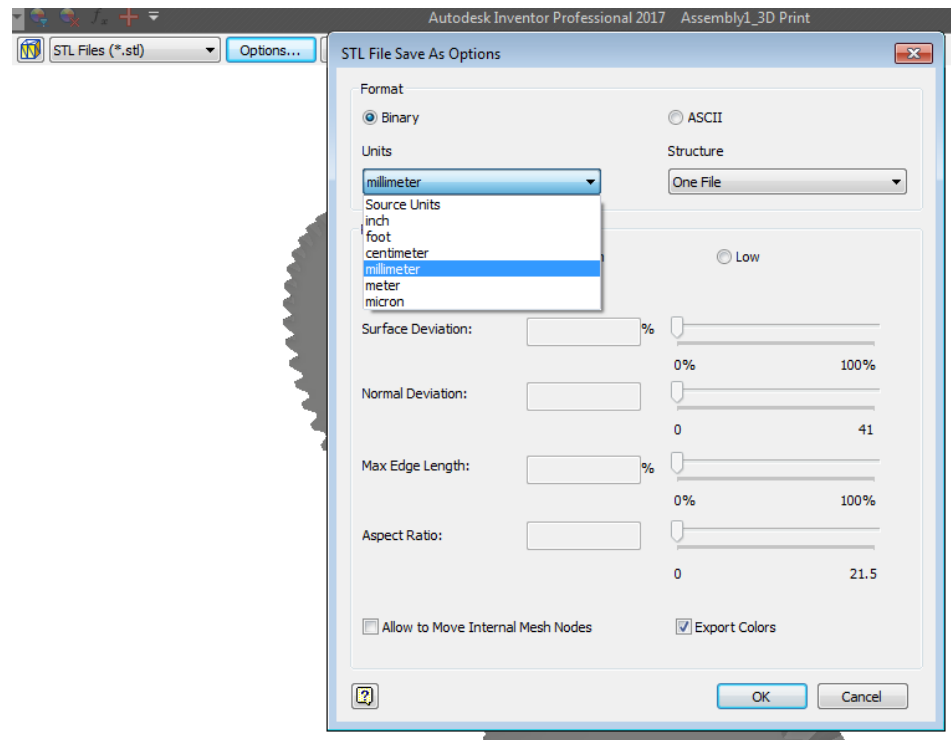 Autodesk Inventor Professional 2017 Assembly1_3D Print
STL Files (*.stl) Options...
STL File Save As Options
Format
Binary ASCII
Units Structure
millimeter One File
Source Units
inch
foot
centimeter
millimeter
meter
micron
Low
Surface Deviation: %
0% 100%
Normal Deviation:
0 41
Max Edge Length: %
0% 100%
Aspect Ratio:
0 21.5
Allow to Move Internal Mesh Nodes Export Colors
OK Cancel